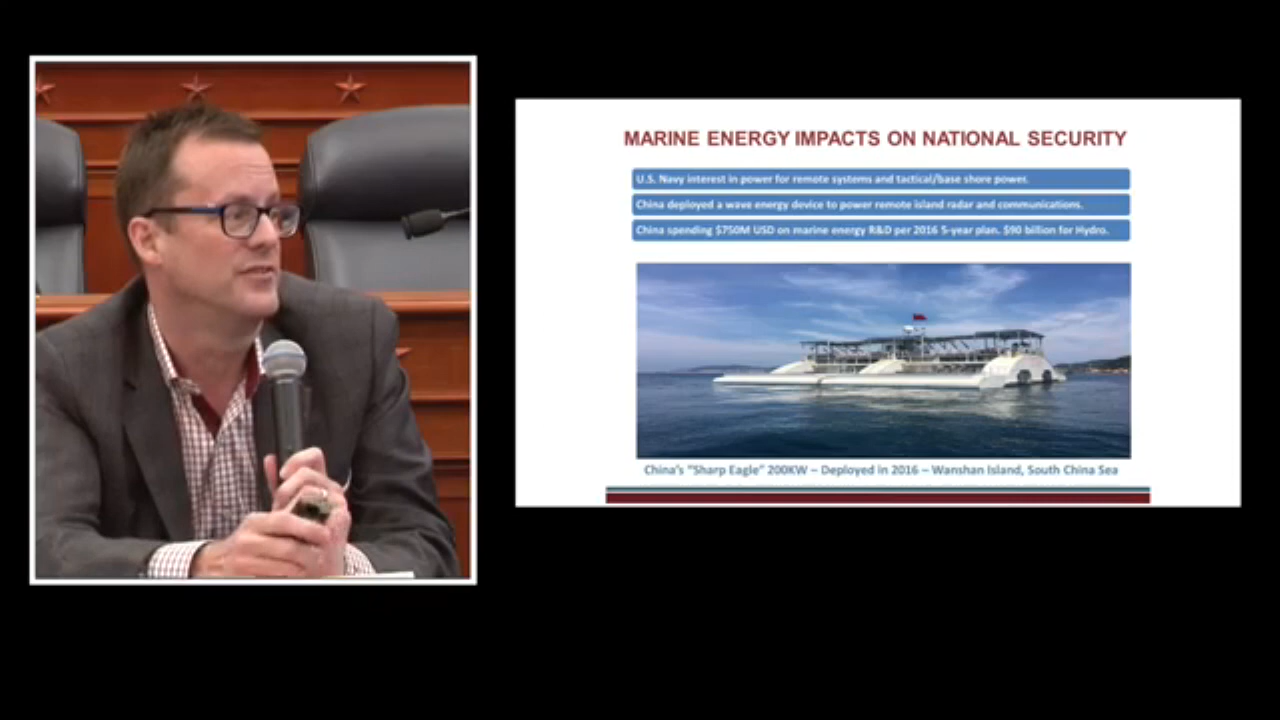 MARINE ENERGY IMPACTS ON NATIONAL SECURITY
U.S. Navy interest in power for remote systems and tactical/base shore power.
China deployed a wave energy device to power remote island radar and communications.
China spending $750M USD on marine energy R&D per 2016 5-year plan. $90 billion for Hydro.
China's "Sharp Eagle" 200KW – Deployed in 2016 – Wanshan Island, South China Sea